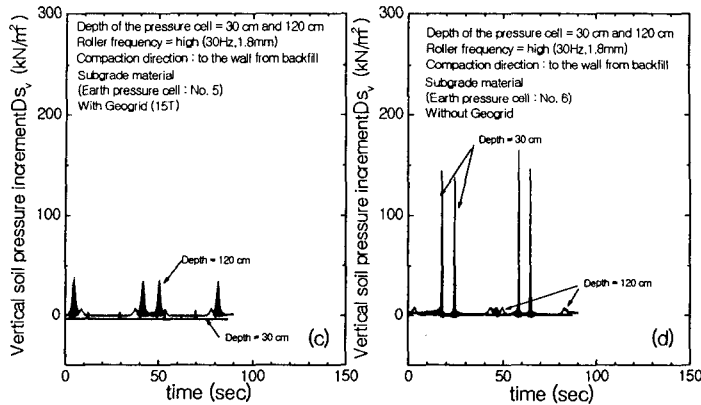 Vertical soil pressure incrementDsv (kN/m²)
300
200
100
0
Depth of the pressure cell = 30 cm and 120 cm
Roller frequency = high (30Hz,1.8mm)
Compaction direction : to the wall from backfill
Subgrade material
(Earth pressure cell : No. 5)
With Geogrid (15T)
Depth = 120 cm
Depth = 30 cm
(c)
0
50
100
150
time (sec)
Vertical soil pressure incrementDsv (kN/m²)
300
200
100
0
Depth of the pressure cell = 30 cm and 120 cm
Roller frequency = high (30Hz,1.8mm)
Compaction direction : to the wall from backfill
Subgrade material
(Earth pressure cell : No. 6)
Without Geogrid
Depth = 30 cm
Depth = 120 cm
(d)
0
50
100
150
time (sec)